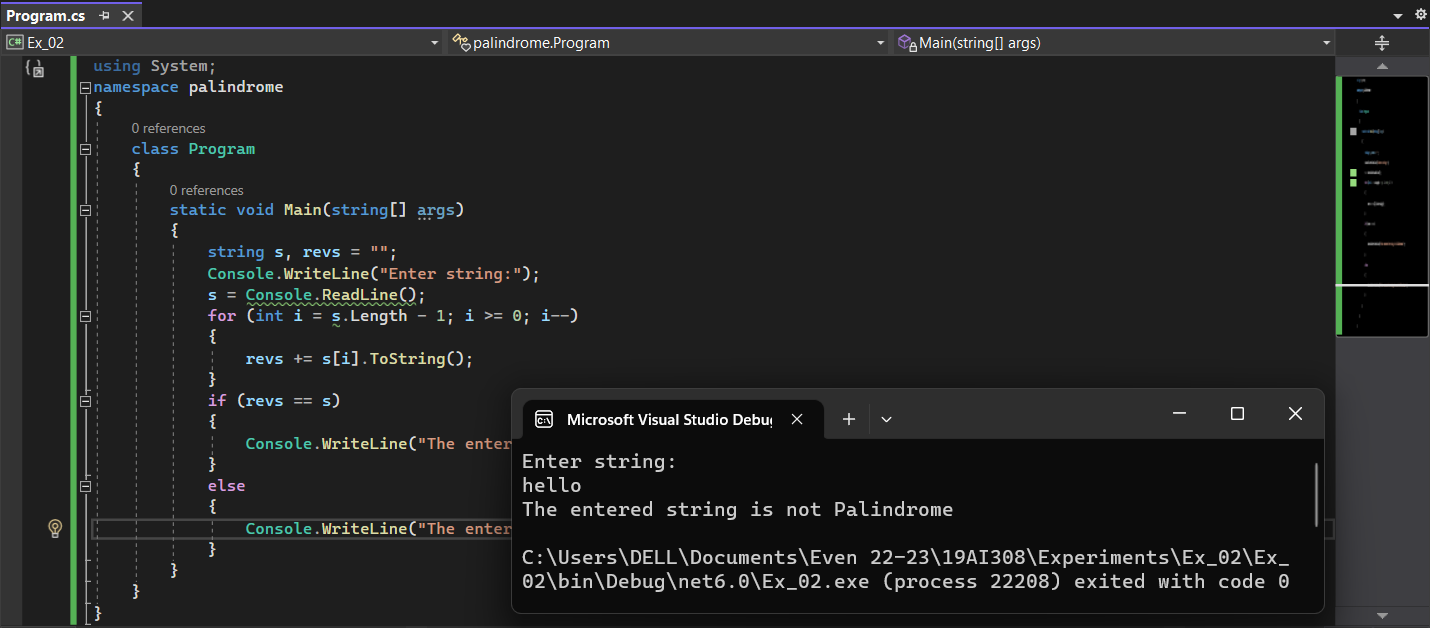 Program.cs
C# Ex_02
palindrome.Program
Main(string[] args)
using System;
namespace palindrome
{
0 references
class Program
{
0 references
static void Main(string[] args)
{
string s, revs = "";
Console.WriteLine("Enter string:");
s = Console.ReadLine();
for (int i = s.Length - 1; i >= 0; i--)
{
revs += s[i].ToString();
}
if (revs == s)
{
Console.WriteLine("The enter
}
else
{
Console.WriteLine("The enter
}
}
}
}
Microsoft Visual Studio Debug
Enter string:
hello
The entered string is not Palindrome
C:\Users\DELL\Documents\Even 22-23\19AI308\Experiments\Ex_02\Ex_
02\bin\Debug\net6.0\Ex_02.exe (process 22208) exited with code 0